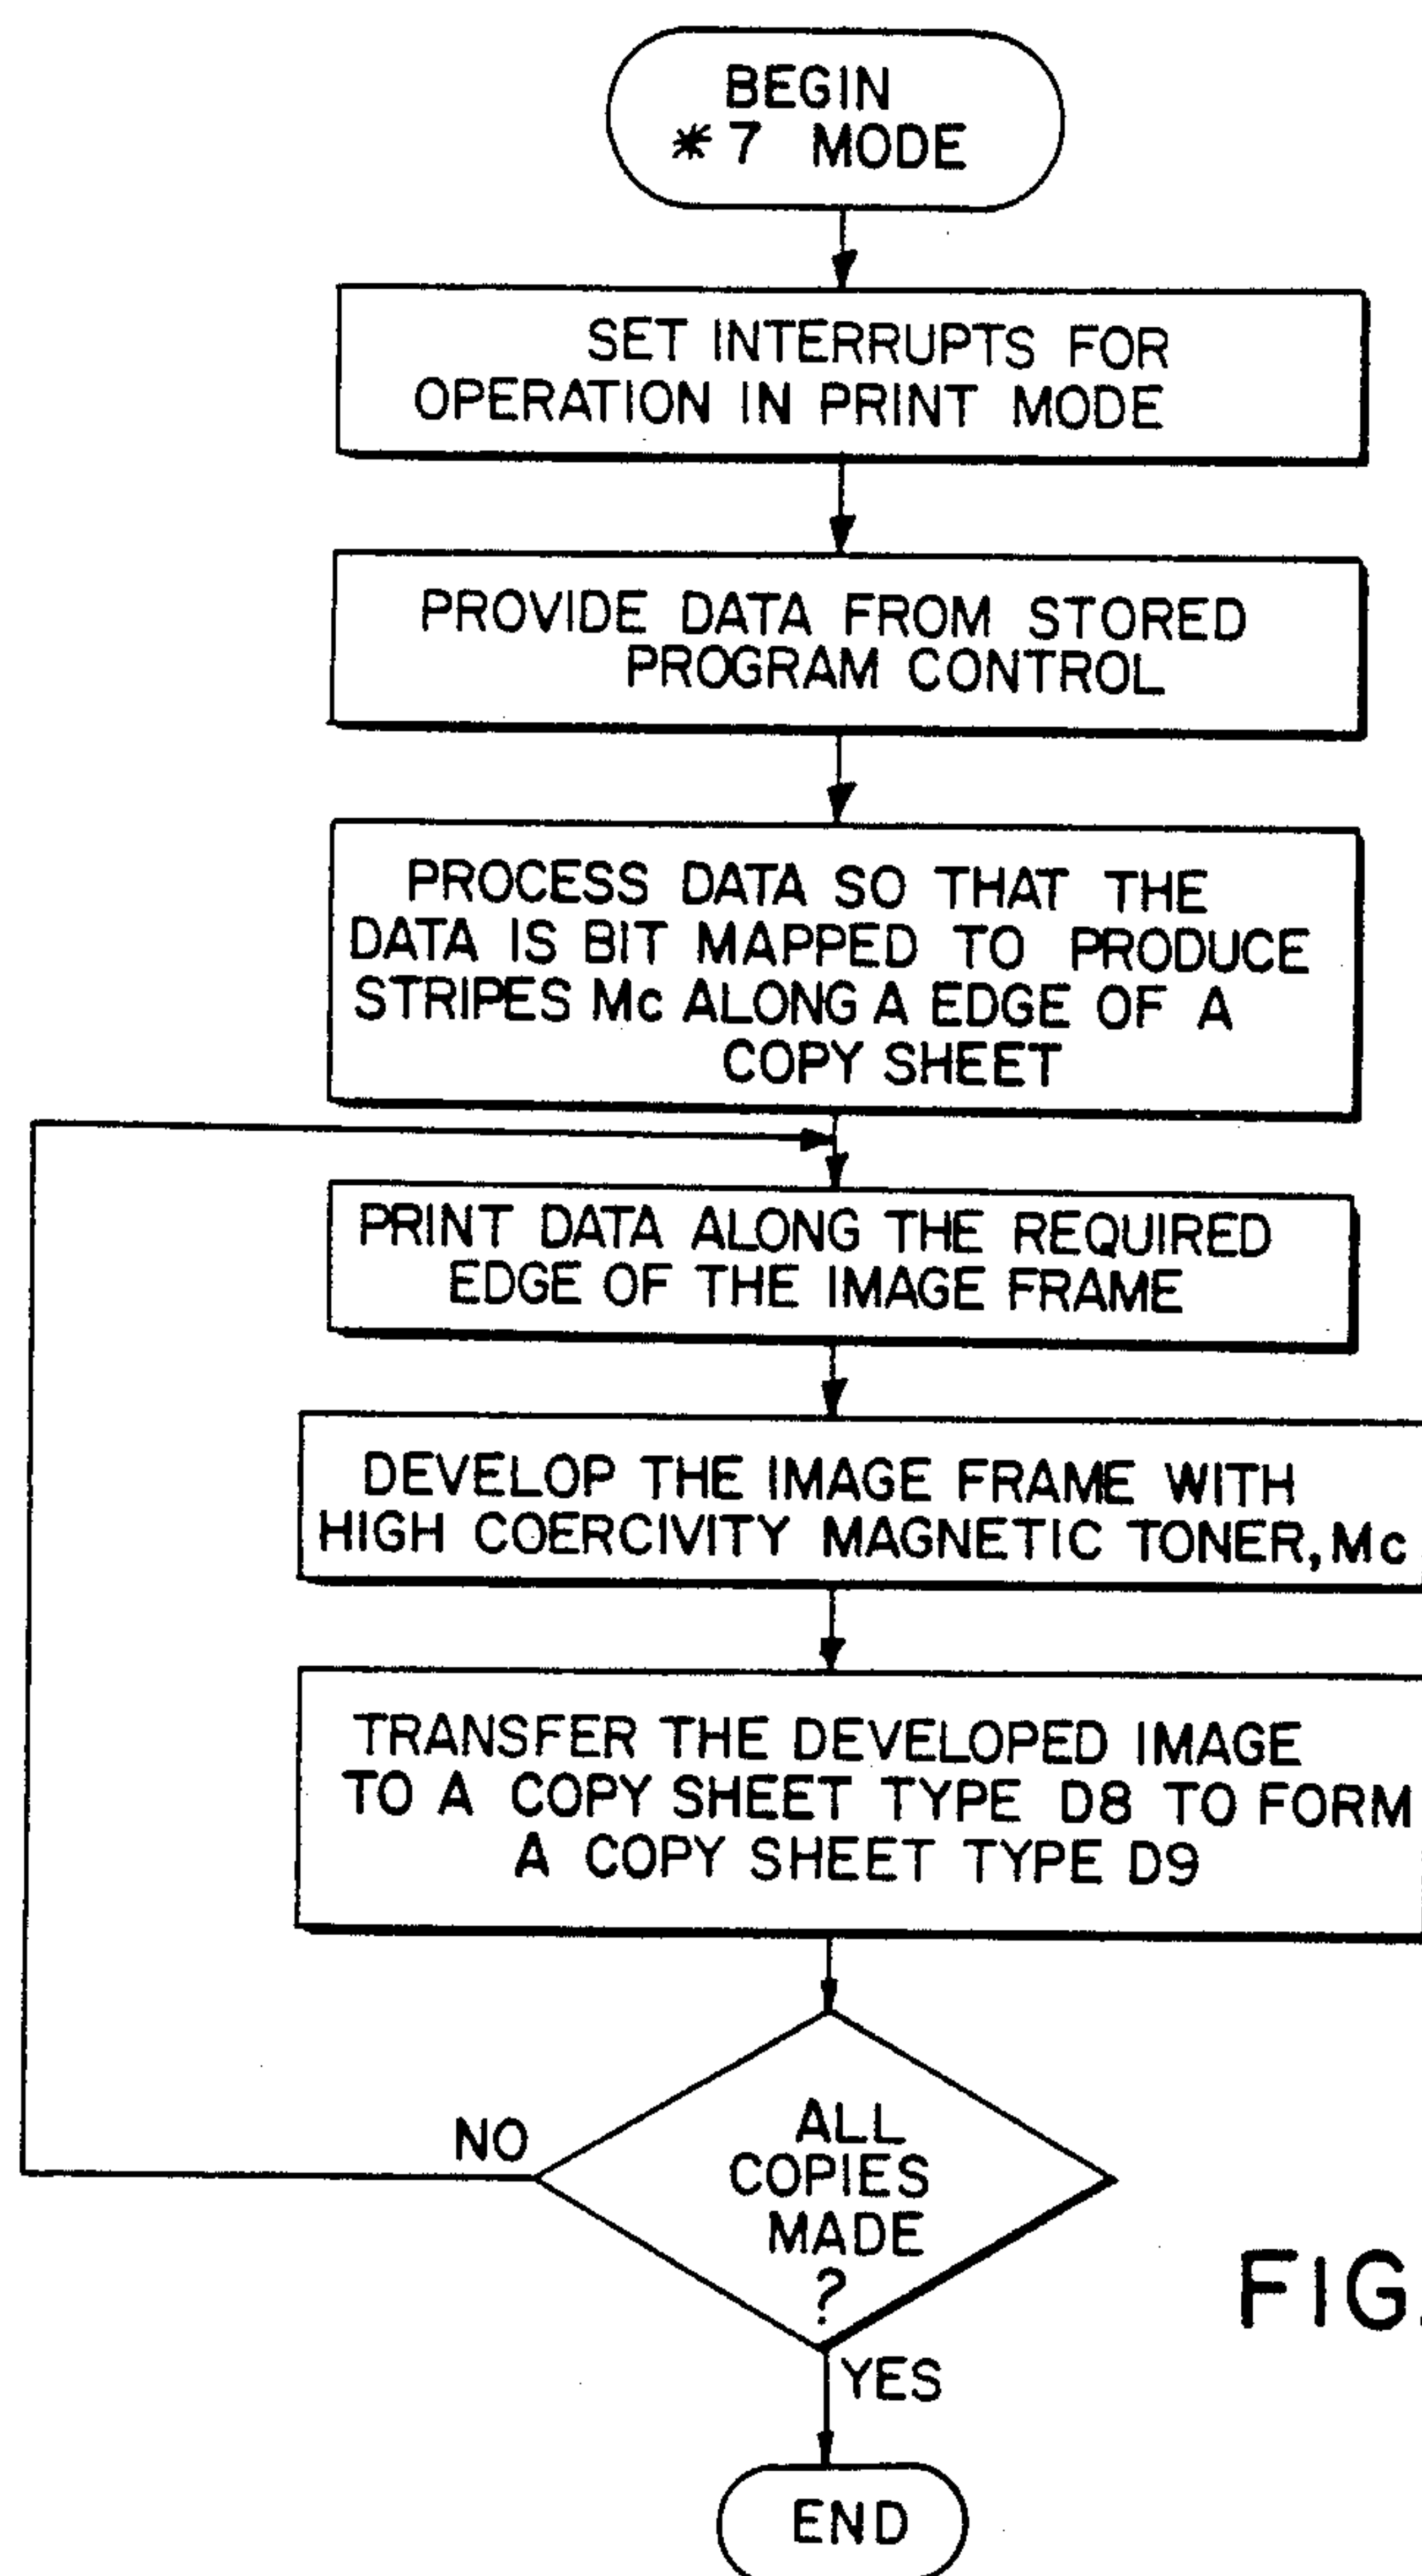 BEGIN
*7 MODE
SET INTERRUPTS FOR
OPERATION IN PRINT MODE
PROVIDE DATA FROM STORED
PROGRAM CONTROL
PROCESS DATA SO THAT THE
DATA IS BIT MAPPED TO PRODUCE
STRIPES Mc ALONG A EDGE OF A
COPY SHEET
PRINT DATA ALONG THE REQUIRED
EDGE OF THE IMAGE FRAME
DEVELOP THE IMAGE FRAME WITH
HIGH COERCIVITY MAGNETIC TONER, Mc
TRANSFER THE DEVELOPED IMAGE
TO A COPY SHEET TYPE D8 TO FORM
A COPY SHEET TYPE D9
ALL
COPIES
MADE
?
NO
YES
FIG.
END